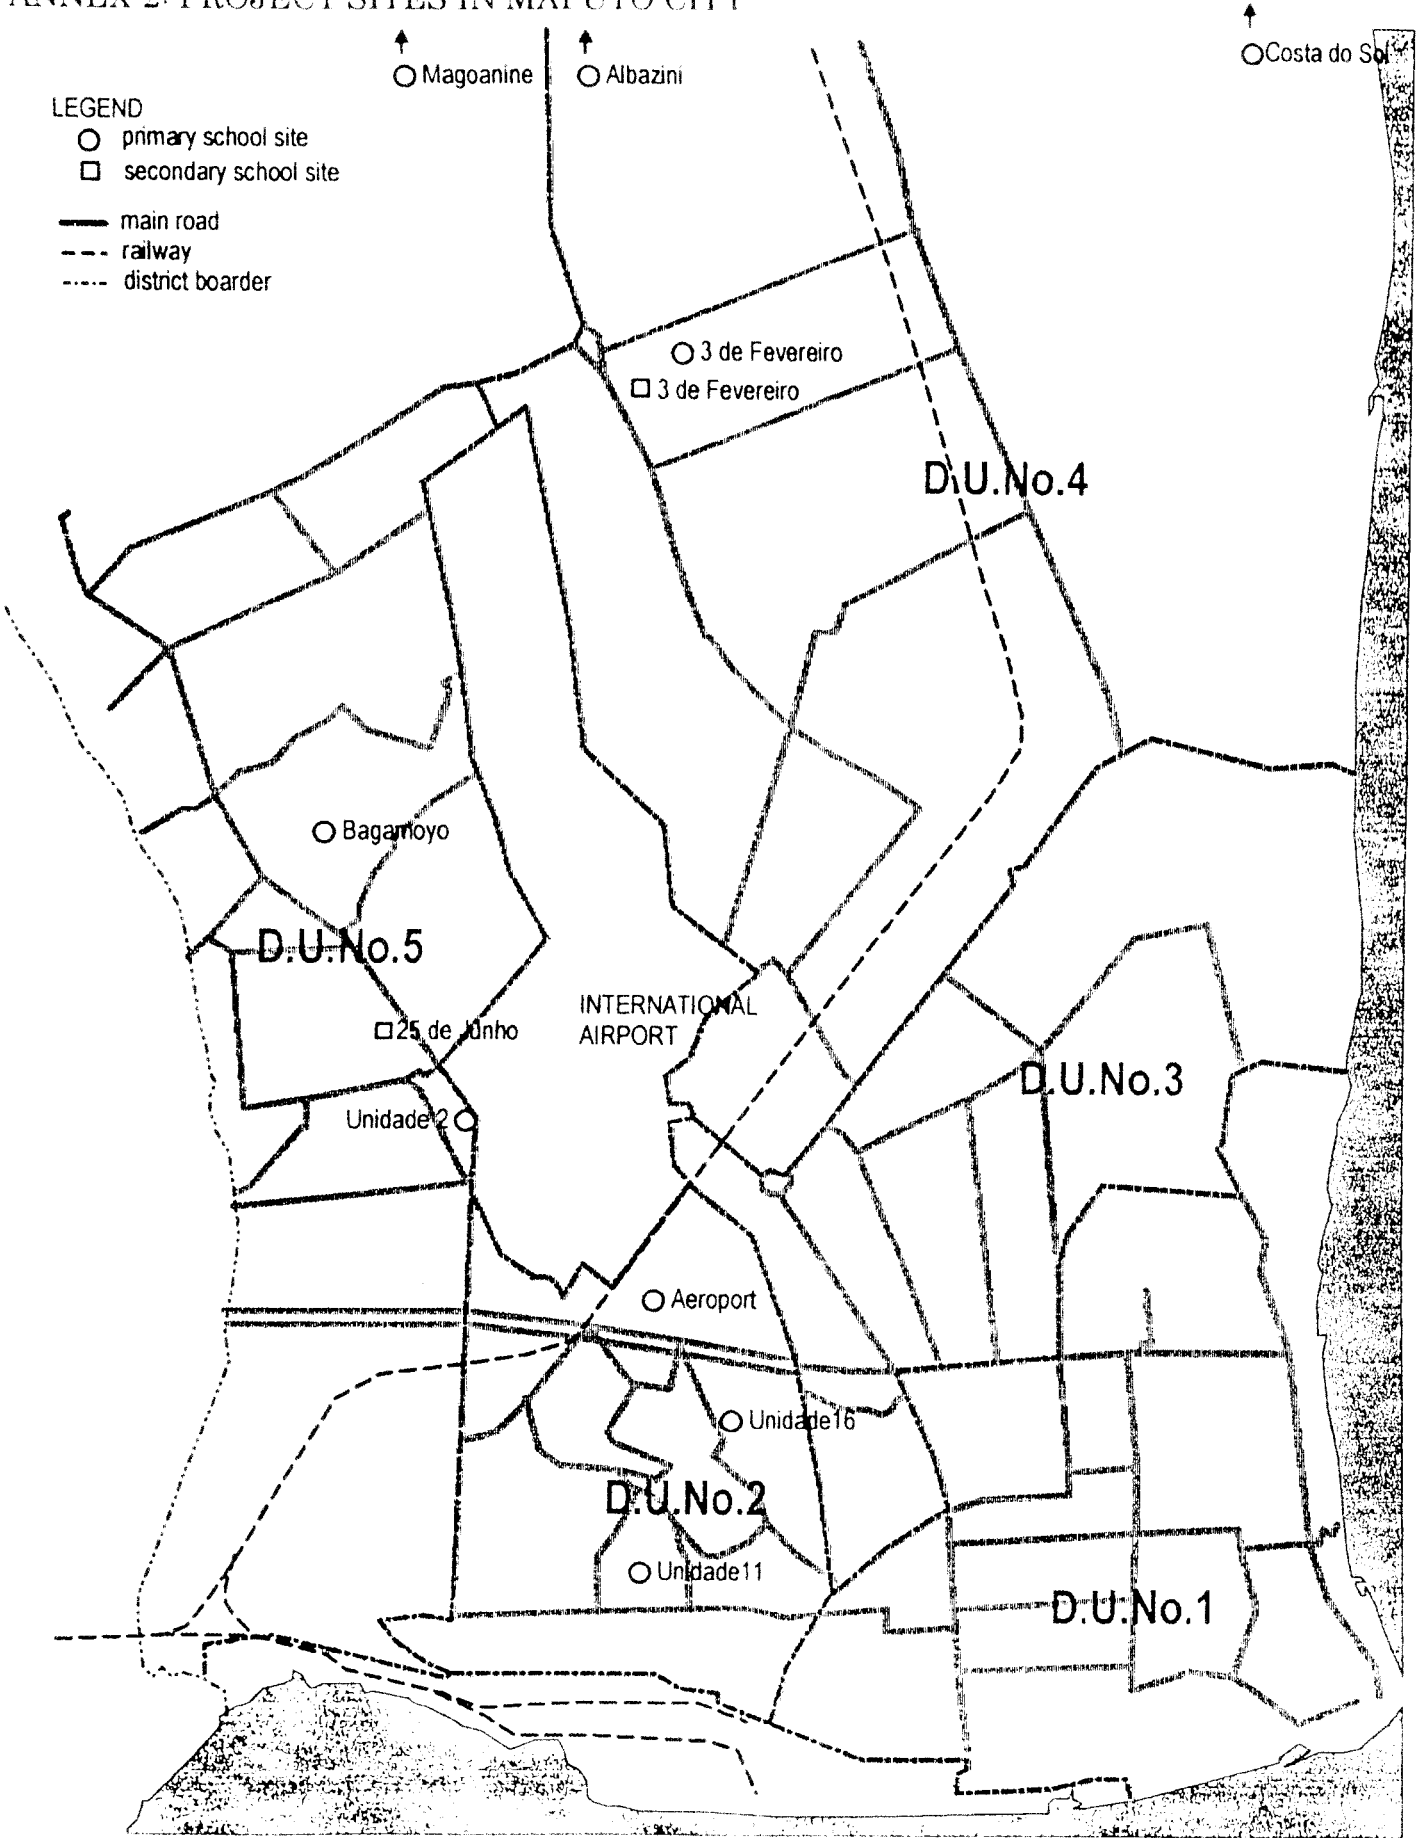 ANNEX 2: PROJECT SITES IN MAPUTO CITY
Magoanine
Albazini
Costa do Sol
LEGEND
primary school site
secondary school site
main road
railway
district boarder
3 de Fevereiro
3 de Fevereiro
D.U.No.4
Bagamoyo
D.U.No.5
INTERNATIONAL
AIRPORT
25 de Junho
D.U.No.3
Unidade 2
Aeroport
Unidade16
D.U.No.2
Unidade11
D.U.No.1